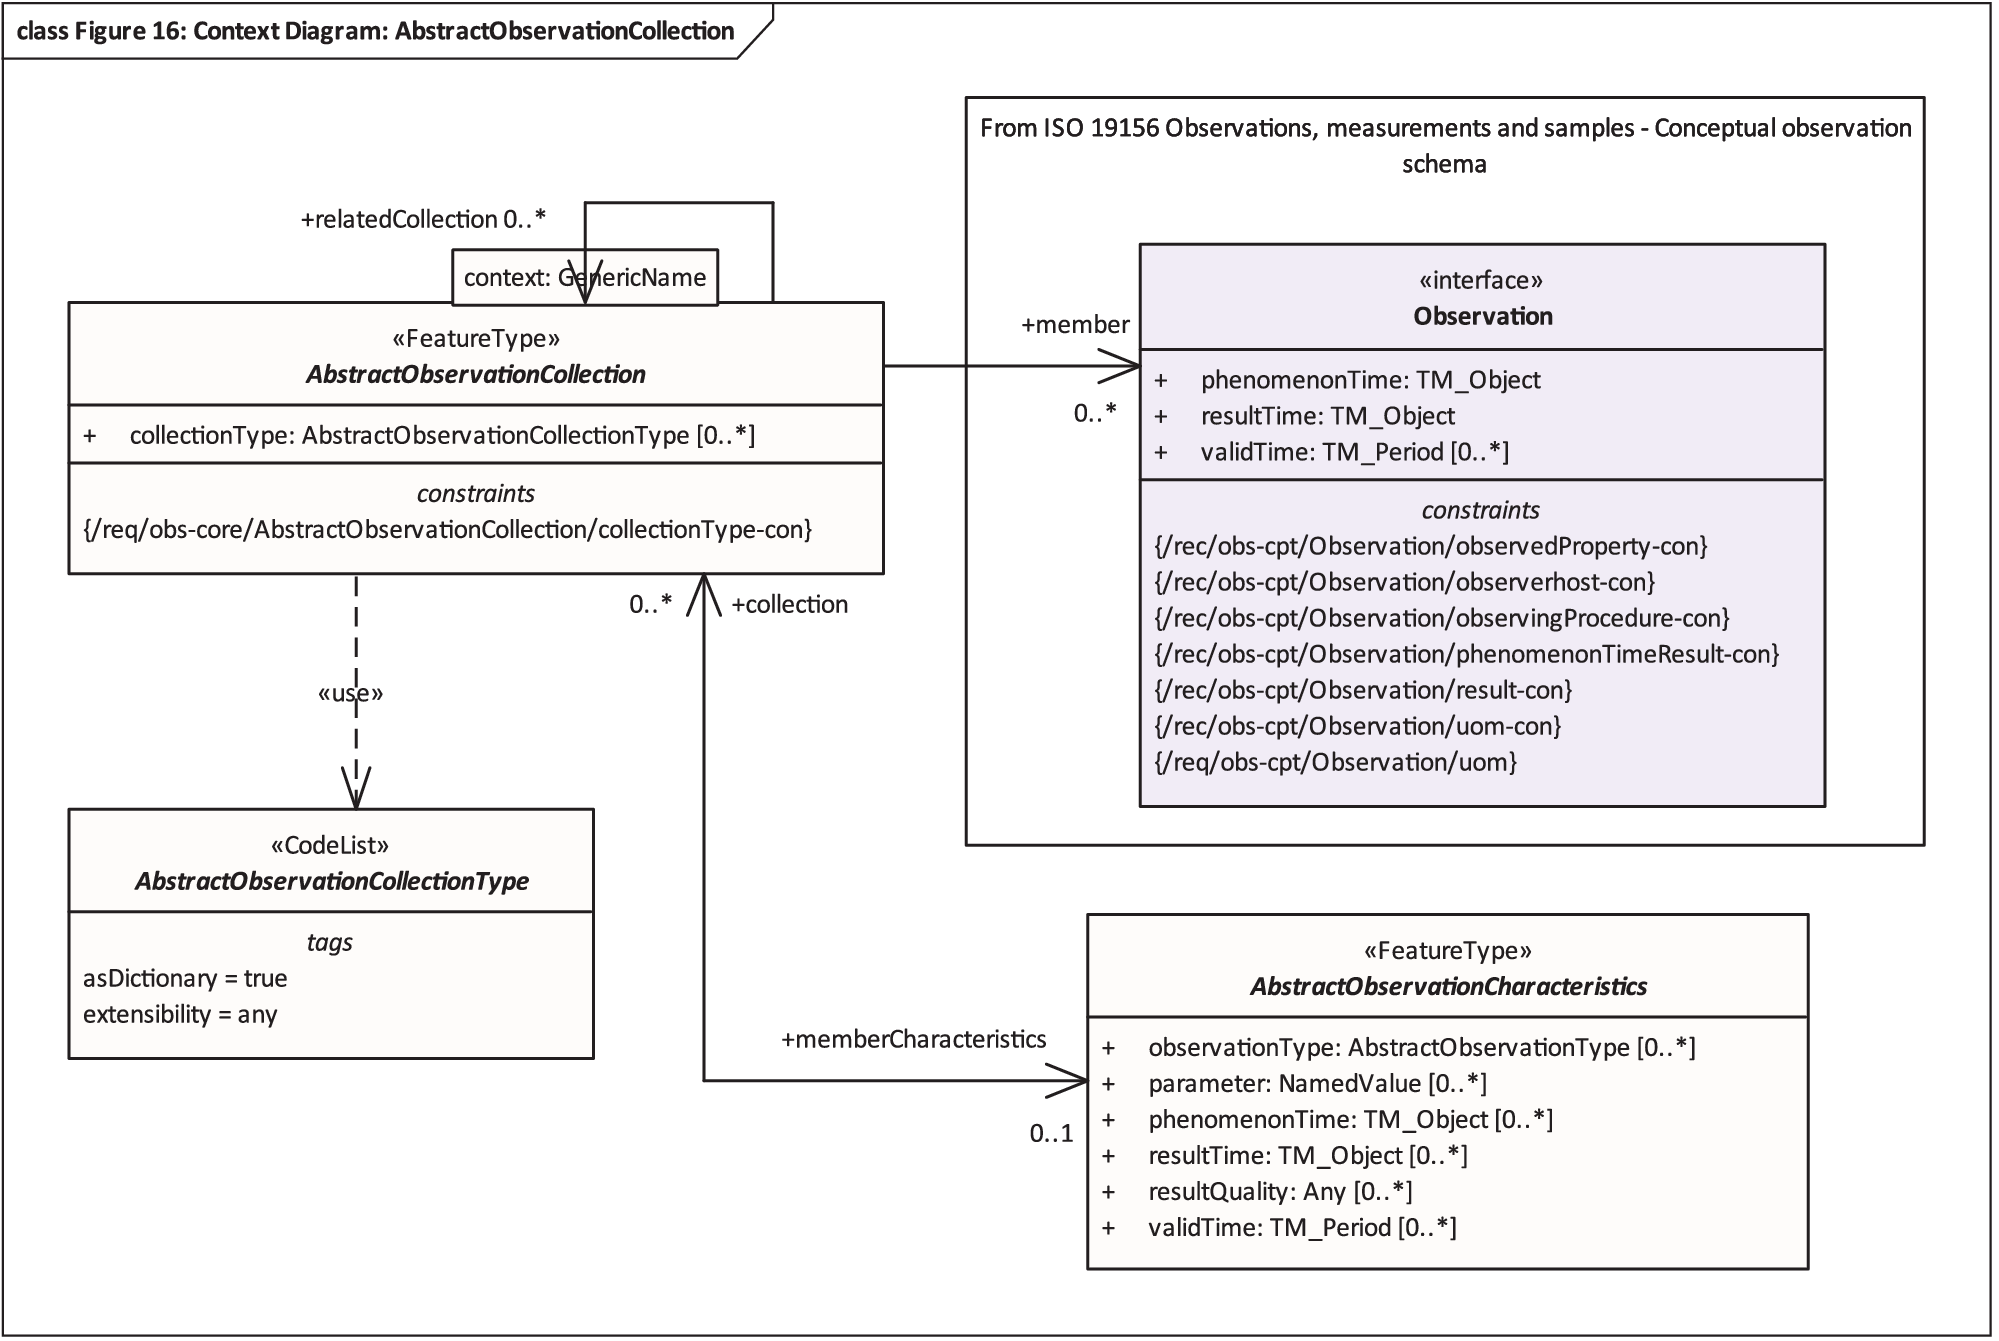 class Figure 16: Context Diagram: AbstractObservationCollection
From ISO 19156 Observations, measurements and samples - Conceptual observation
schema
+relatedCollection 0..*
context: GenericName
«FeatureType»
AbstractObservationCollection
+ collectionType: AbstractObservationCollectionType [0..*]
constraints
{/req/obs-core/AbstractObservationCollection/collectionType-con}
+member
0..*
«interface»
Observation
+ phenomenonTime: TM_Object
+ resultTime: TM_Object
+ validTime: TM_Period [0..*]
constraints
{/rec/obs-cpt/Observation/observedProperty-con}
{/rec/obs-cpt/Observation/observerhost-con}
{/rec/obs-cpt/Observation/observingProcedure-con}
{/rec/obs-cpt/Observation/phenomenonTimeResult-con}
{/rec/obs-cpt/Observation/result-con}
{/rec/obs-cpt/Observation/uom-con}
{/req/obs-cpt/Observation/uom}
0..* +collection
«use»
«CodeList»
AbstractObservationCollectionType
tags
asDictionary = true
extensibility = any
+memberCharacteristics
0..1
«FeatureType»
AbstractObservationCharacteristics
+ observationType: AbstractObservationType [0..*]
+ parameter: NamedValue [0..*]
+ phenomenonTime: TM_Object [0..*]
+ resultTime: TM_Object [0..*]
+ resultQuality: Any [0..*]
+ validTime: TM_Period [0..*]